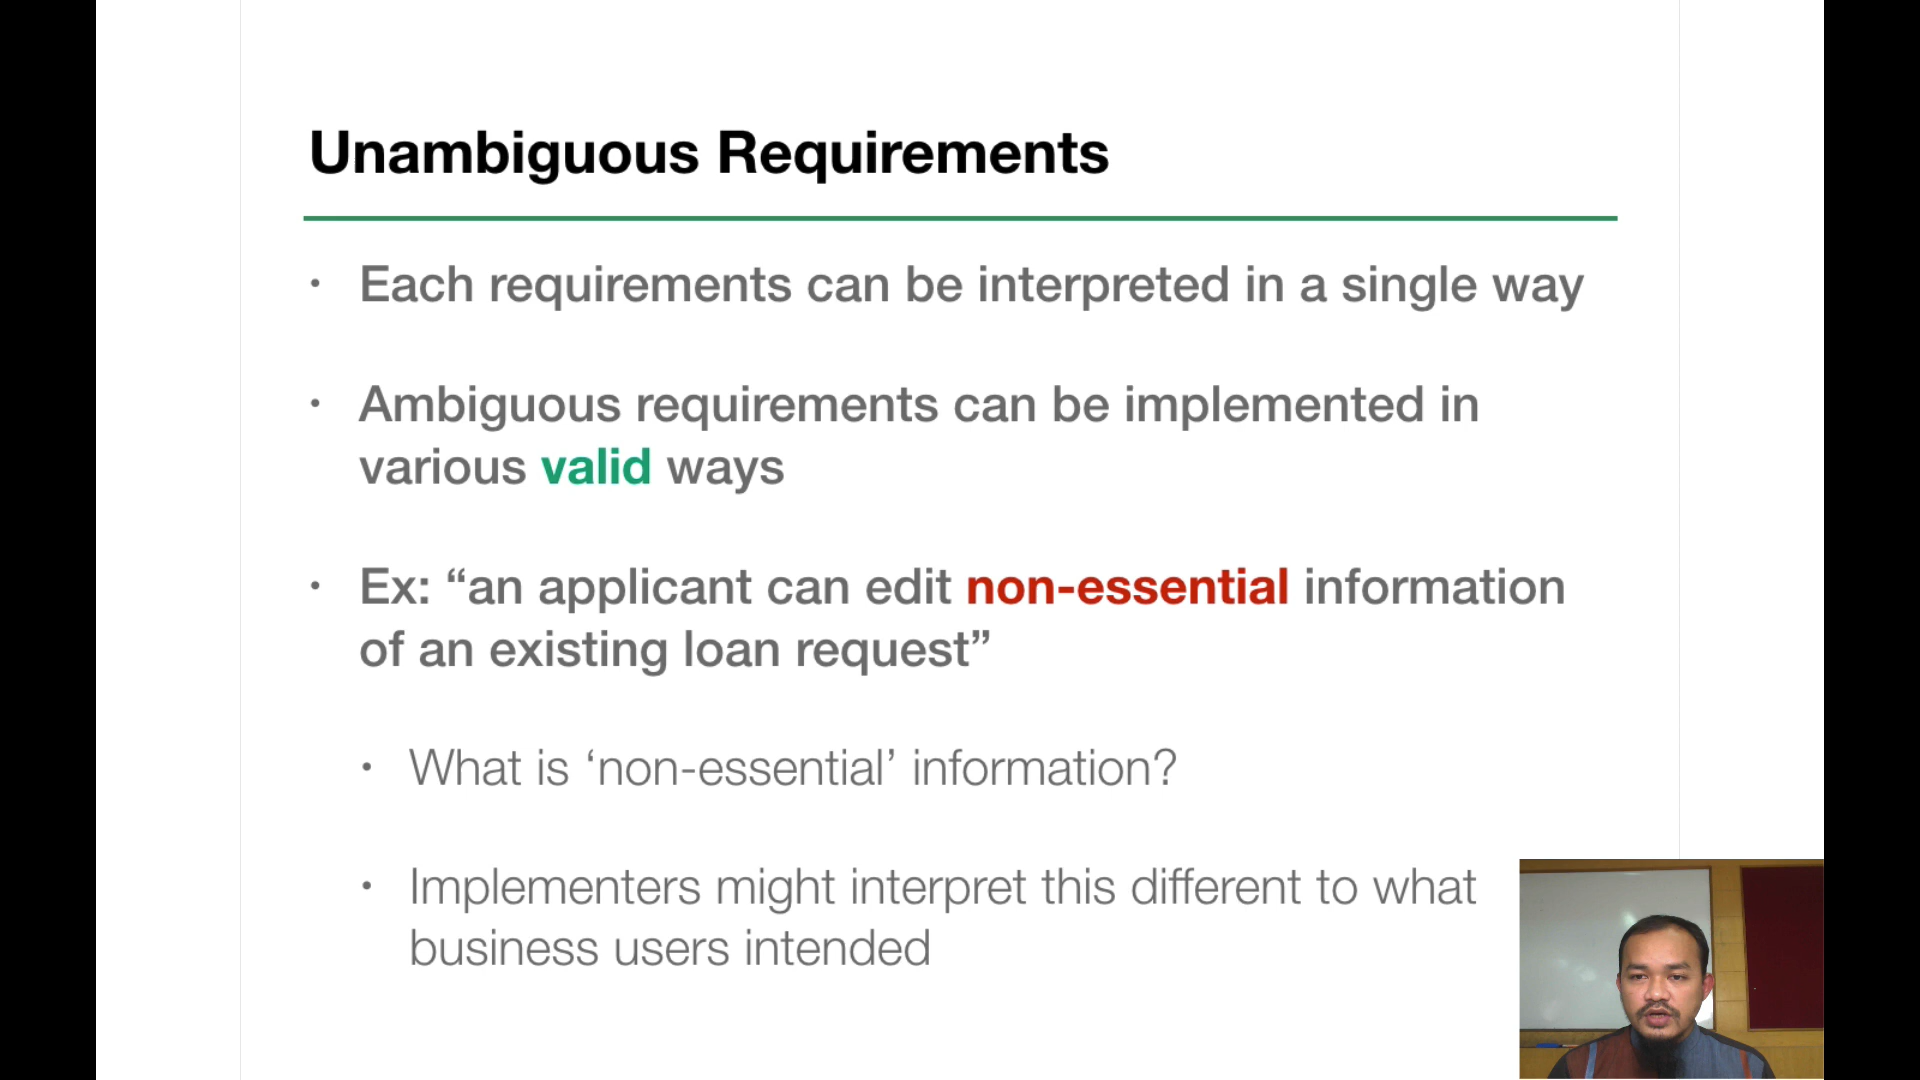 Unambiguous Requirements
• Each requirements can be interpreted in a single way
• Ambiguous requirements can be implemented in
various valid ways
• Ex: “an applicant can edit non-essential information
of an existing loan request”
• What is ‘non-essential’ information?
• Implementers might interpret this different to what
business users intended